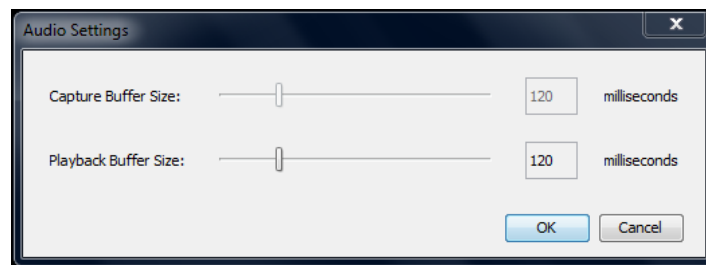 Audio Settings
Capture Buffer Size: 120 milliseconds
Playback Buffer Size: 120 milliseconds
OK Cancel